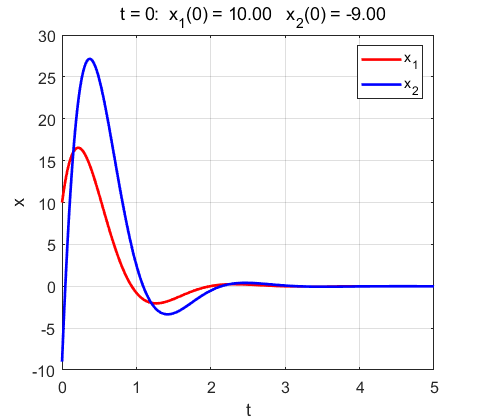 t = 0:  x₁(0) = 10.00   x₂(0) = -9.00
x₁
x₂
30
25
20
15
10
5
0
-5
-10
x
0 1 2 3 4 5
t